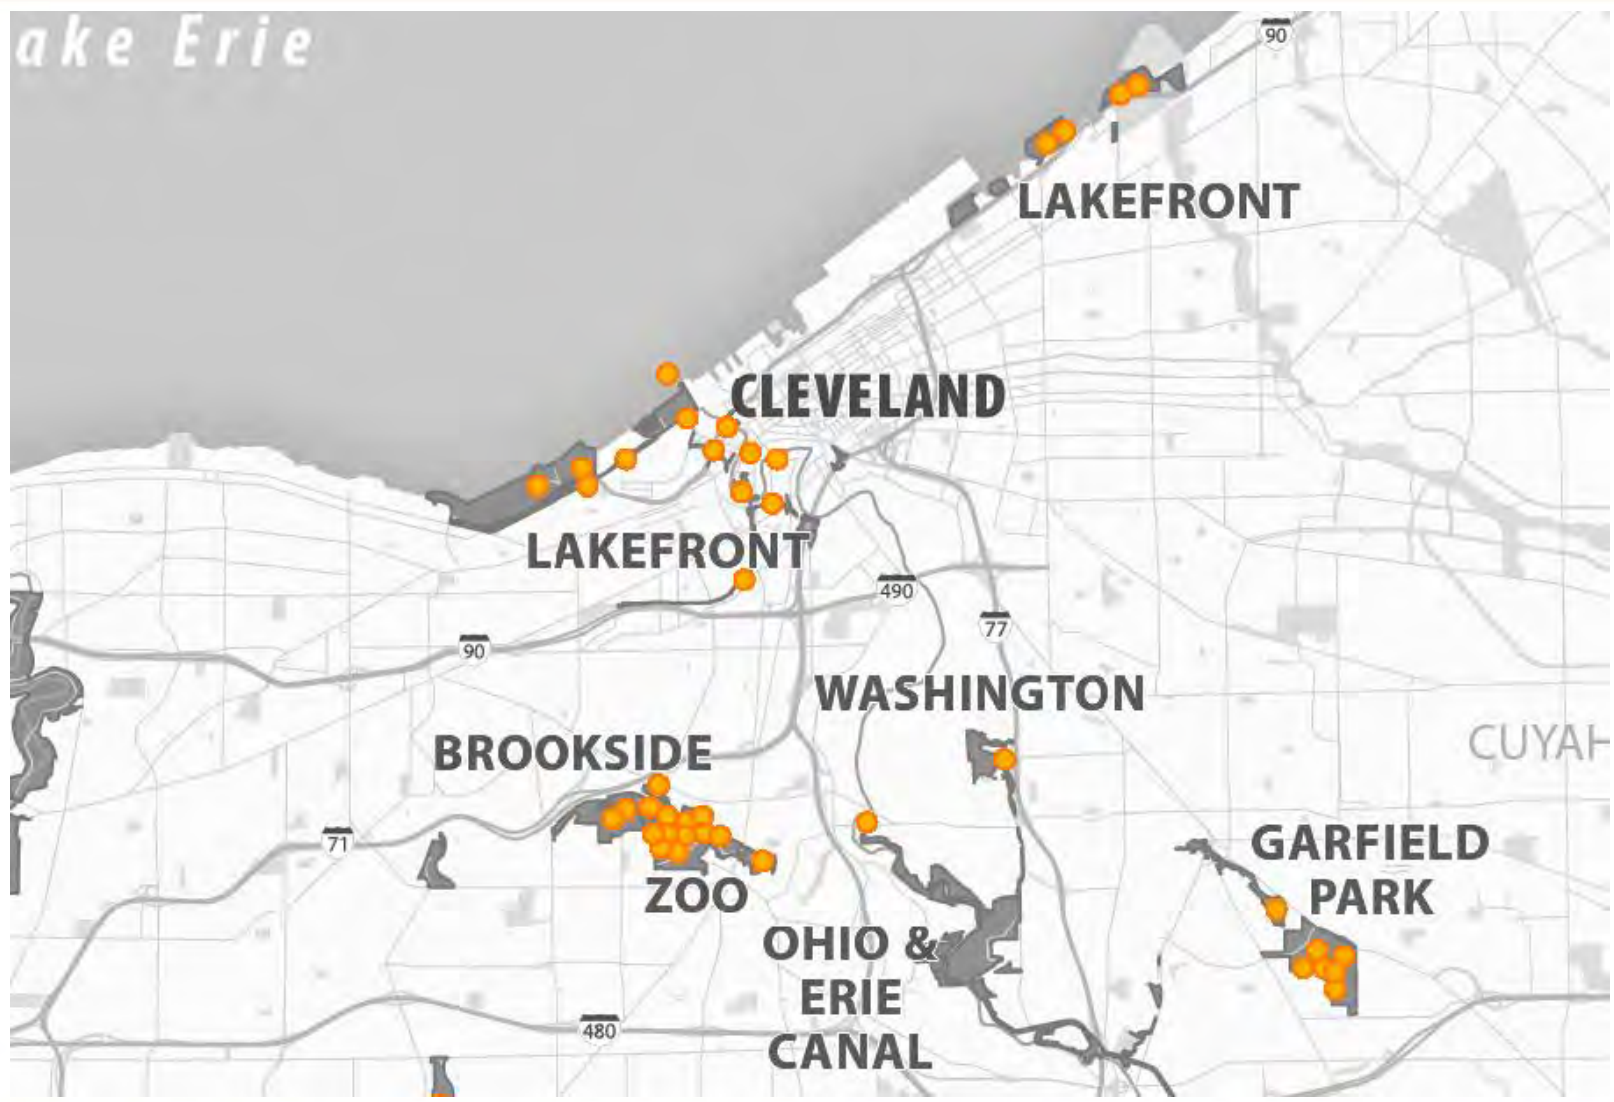 ake Erie
90
LAKEFRONT
CLEVELAND
LAKEFRONT
490
77
90
WASHINGTON
BROOKSIDE
CUYAH
71
GARFIELD
PARK
ZOO
OHIO &
ERIE
CANAL
480